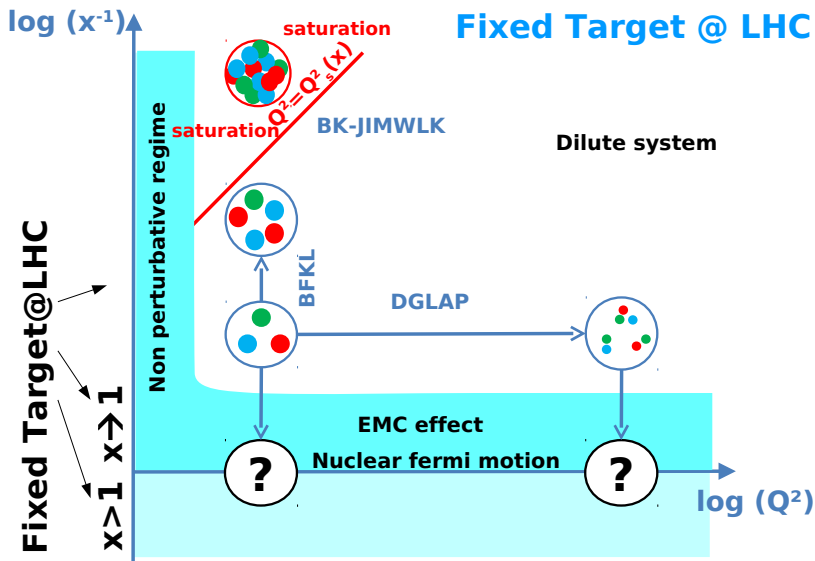 log (x⁻¹)
Fixed Target @ LHC
saturation
Q²=Q²ₛ(x)
saturation
BK-JIMWLK
Dilute system
Non perturbative regime
Fixed Target@LHC
BFKL
DGLAP
x→1
x>1
EMC effect
Nuclear fermi motion
?
?
log (Q²)